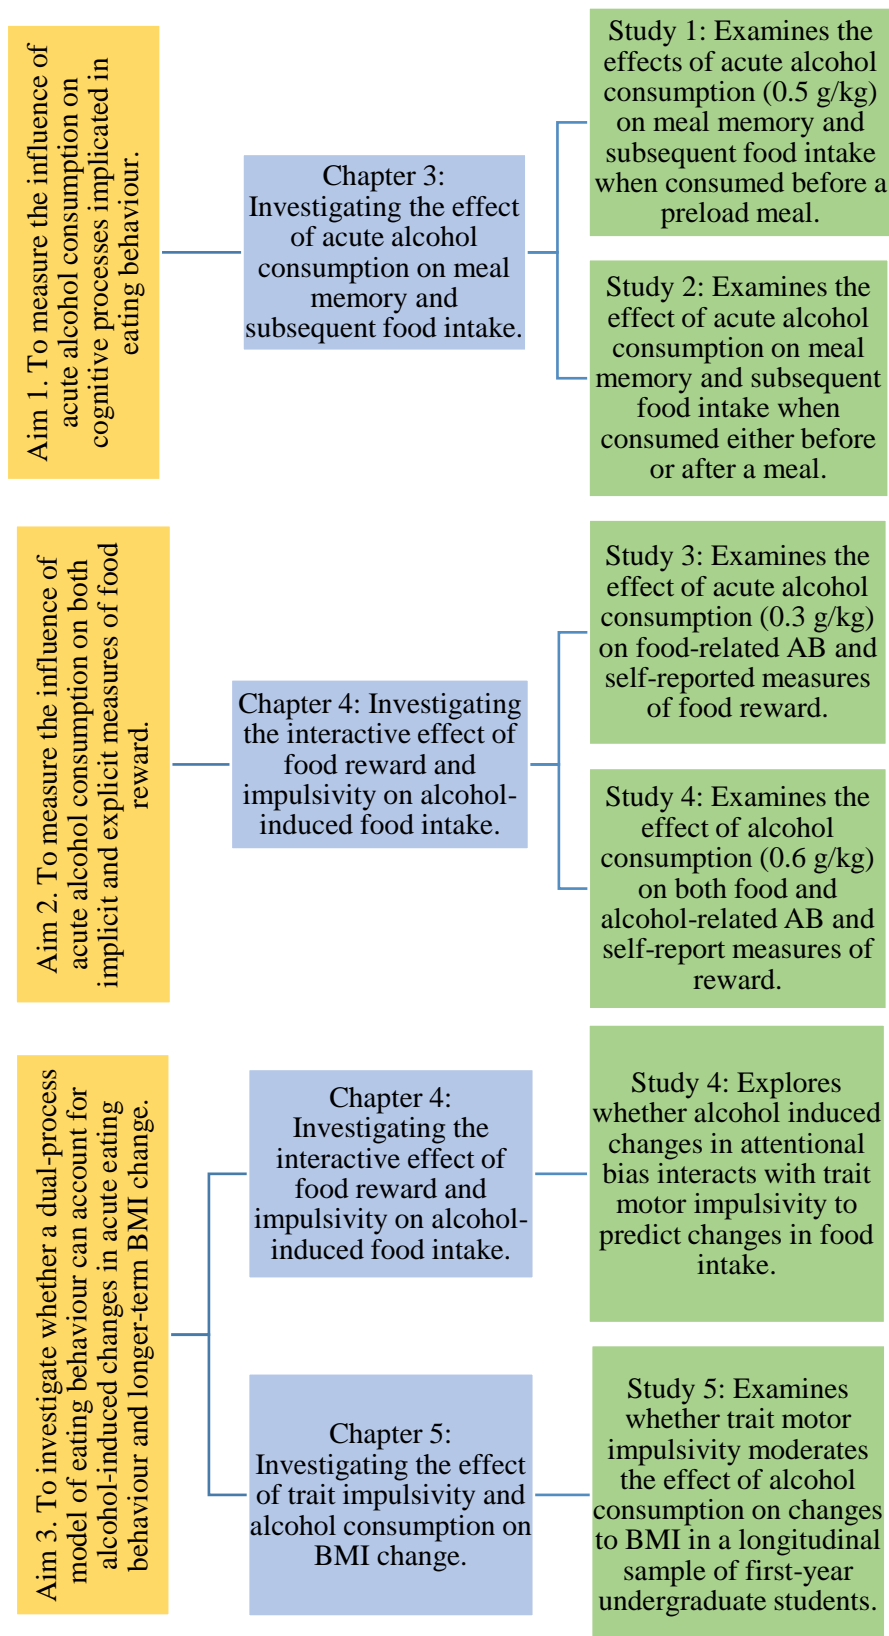 Aim 1. To measure the influence of
acute alcohol consumption on
cognitive processes implicated in
eating behaviour.
Chapter 3:
Investigating the effect
of acute alcohol
consumption on meal
memory and
subsequent food intake.
Study 1: Examines the
effects of acute alcohol
consumption (0.5 g/kg)
on meal memory and
subsequent food intake
when consumed before a
preload meal.
Study 2: Examines the
effect of acute alcohol
consumption on meal
memory and subsequent
food intake when
consumed either before
or after a meal.
Aim 2. To measure the influence of
acute alcohol consumption on both
implicit and explicit measures of food
reward.
Chapter 4: Investigating
the interactive effect of
food reward and
impulsivity on alcohol-
induced food intake.
Study 3: Examines the
effect of acute alcohol
consumption (0.3 g/kg)
on food-related AB and
self-reported measures
of food reward.
Study 4: Examines the
effect of alcohol
consumption (0.6 g/kg)
on both food and
alcohol-related AB and
self-report measures of
reward.
Aim 3. To investigate whether a dual-process
model of eating behaviour can account for
alcohol-induced changes in acute eating
behaviour and longer-term BMI change.
Chapter 4:
Investigating the
interactive effect of
food reward and
impulsivity on alcohol-
induced food intake.
Study 4: Explores
whether alcohol induced
changes in attentional
bias interacts with trait
motor impulsivity to
predict changes in food
intake.
Chapter 5:
Investigating the effect
of trait impulsivity and
alcohol consumption on
BMI change.
Study 5: Examines
whether trait motor
impulsivity moderates
the effect of alcohol
consumption on changes
to BMI in a longitudinal
sample of first-year
undergraduate students.